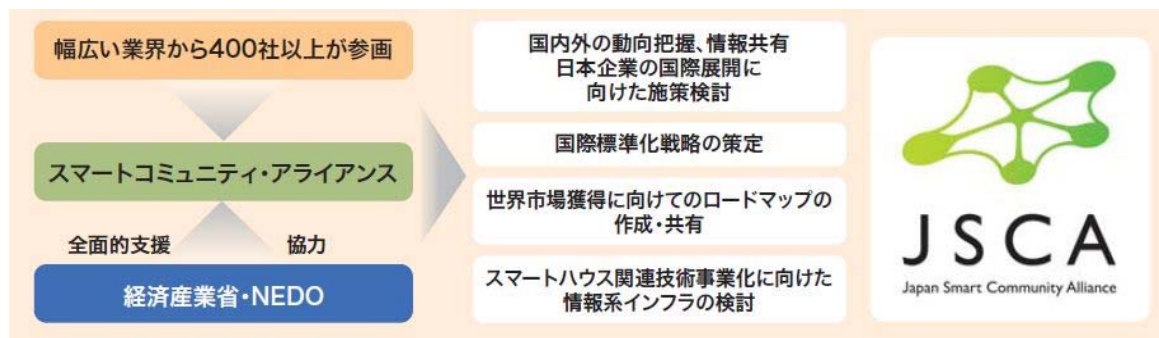 幅広い業界から400社以上が参画
スマートコミュニティ・アライアンス
全面的支援
協力
経済産業省・NEDO
国内外の動向把握、情報共有
日本企業の国際展開に
向けた施策検討
国際標準化戦略の策定
世界市場獲得に向けてのロードマップの
作成・共有
スマートハウス関連技術事業化に向けた
情報系インフラの検討
JSCA
Japan Smart Community Alliance